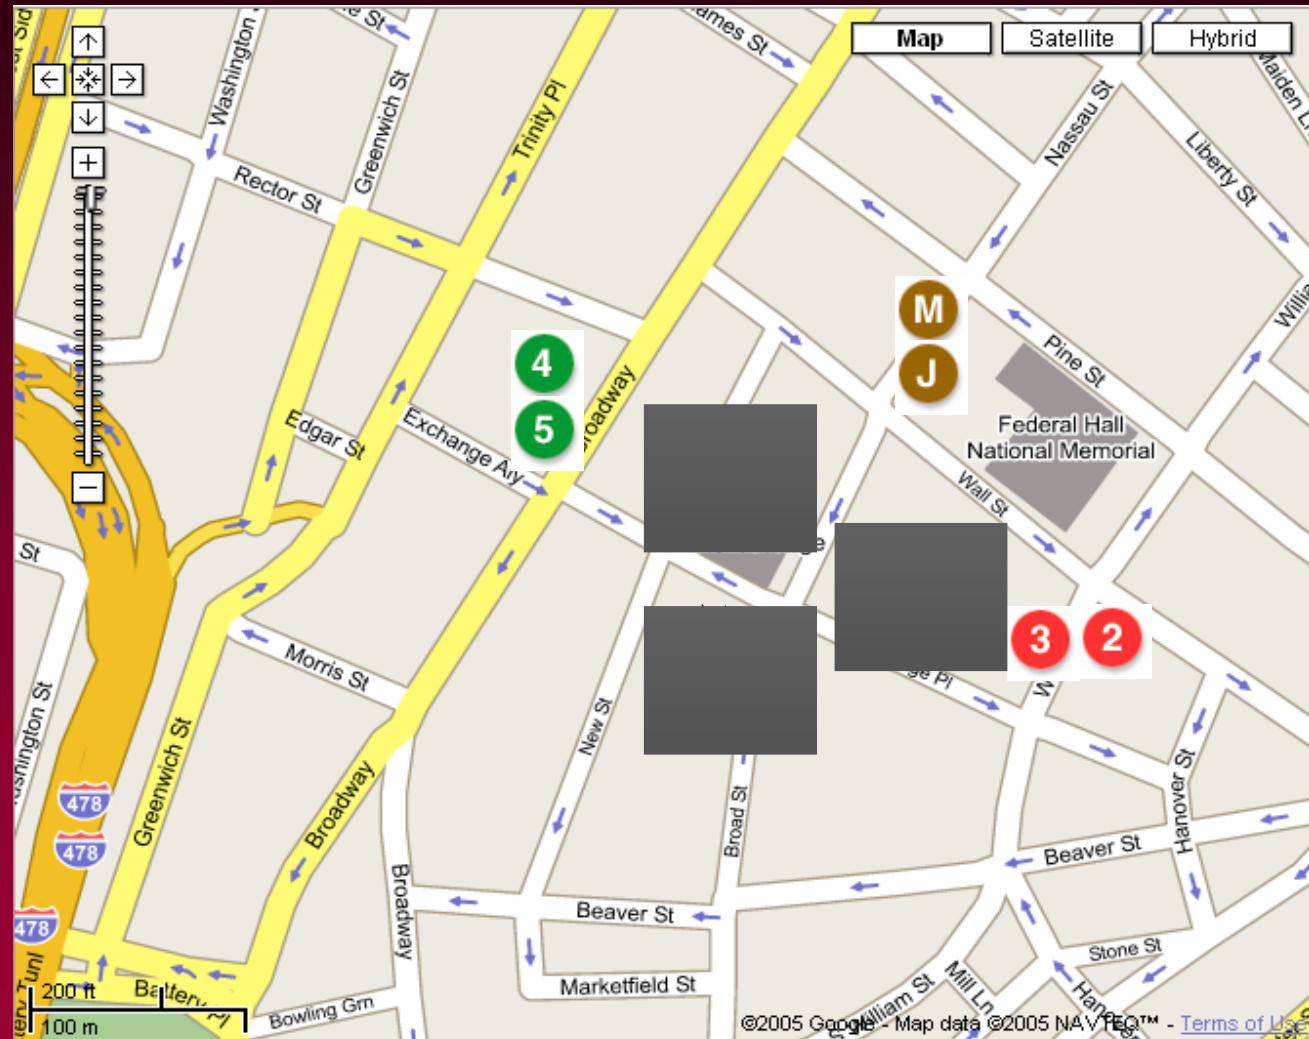 Map
Satellite
Hybrid
Washington
Greenwich St
Trinity Pl
ames St
Nassau St
Maiden L
Liberty St
Rector St
M
J
4
5
Pine St
Federal Hall
National Memorial
Broadway
Edgar St
Exchange Aly
Wall St
St
3
2
Morris St
ge Pl
New St
Broad St
Greenwich St
Broadway
478
478
478
Hanover St
Beaver St
Broadway
Beaver St
Stone St
Mill Ln
Marketfield St
S William St
Battery Pl
Bowling Grn
200 ft
100 m
©2005 Google - Map data ©2005 NAVTEQ™ - Terms of Use